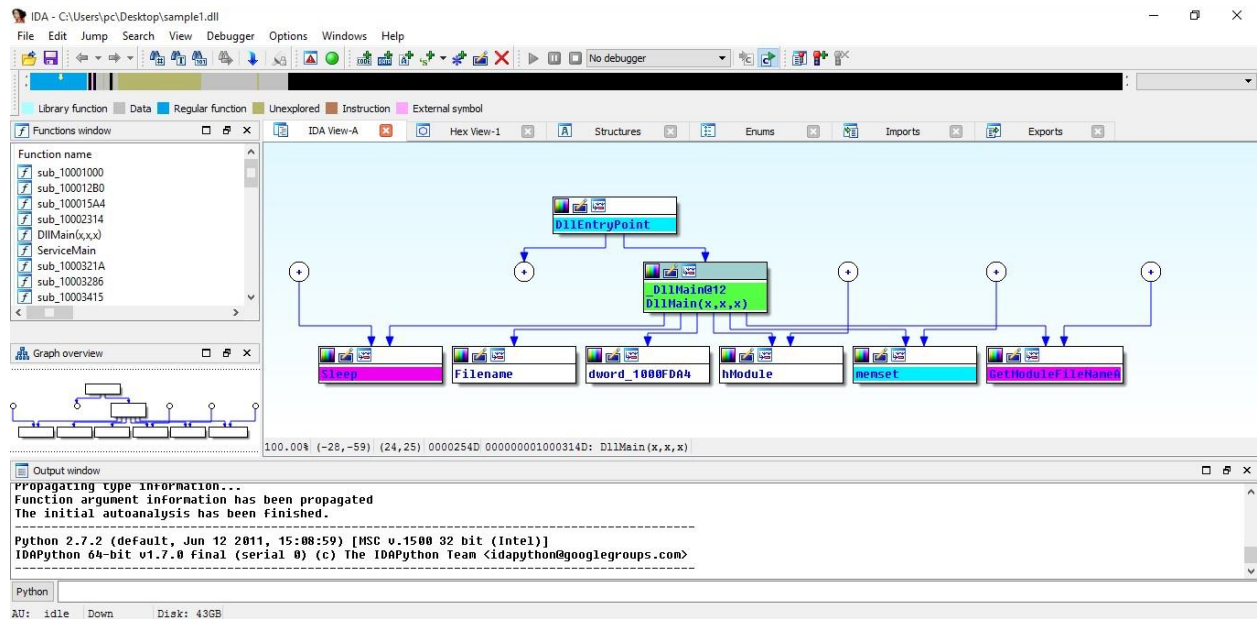 IDA - C:\Users\pc\Desktop\sample1.dll
File Edit Jump Search View Debugger Options Windows Help
No debugger
Library function Data Regular function Unexplored Instruction External symbol
Functions window
IDA View-A Hex View-1 Structures Enums Imports Exports
Function name
sub_10001000
sub_100012B0
sub_100015A4
sub_10002314
DllMain(x,x,x)
ServiceMain
sub_1000321A
sub_10003286
sub_10003415
DllEntryPoint
_DllMain@12
DllMain(x,x,x)
Sleep
Filename
dword_1000FDA4
hModule
memset
GetModuleFileNameA
Graph overview
100.00% (-28,-59) (24,25) 0000254D 000000001000314D: DllMain(x,x,x)
Output window
Propagating type information...
Function argument information has been propagated
The initial autoanalysis has been finished.
Python 2.7.2 (default, Jun 12 2011, 15:08:59) [MSC v.1500 32 bit (Intel)]
IDAPython 64-bit v1.7.0 final (serial 0) (c) The IDAPython Team <idapython@googlegroups.com>
Python
AU: idle Down Disk: 43GB